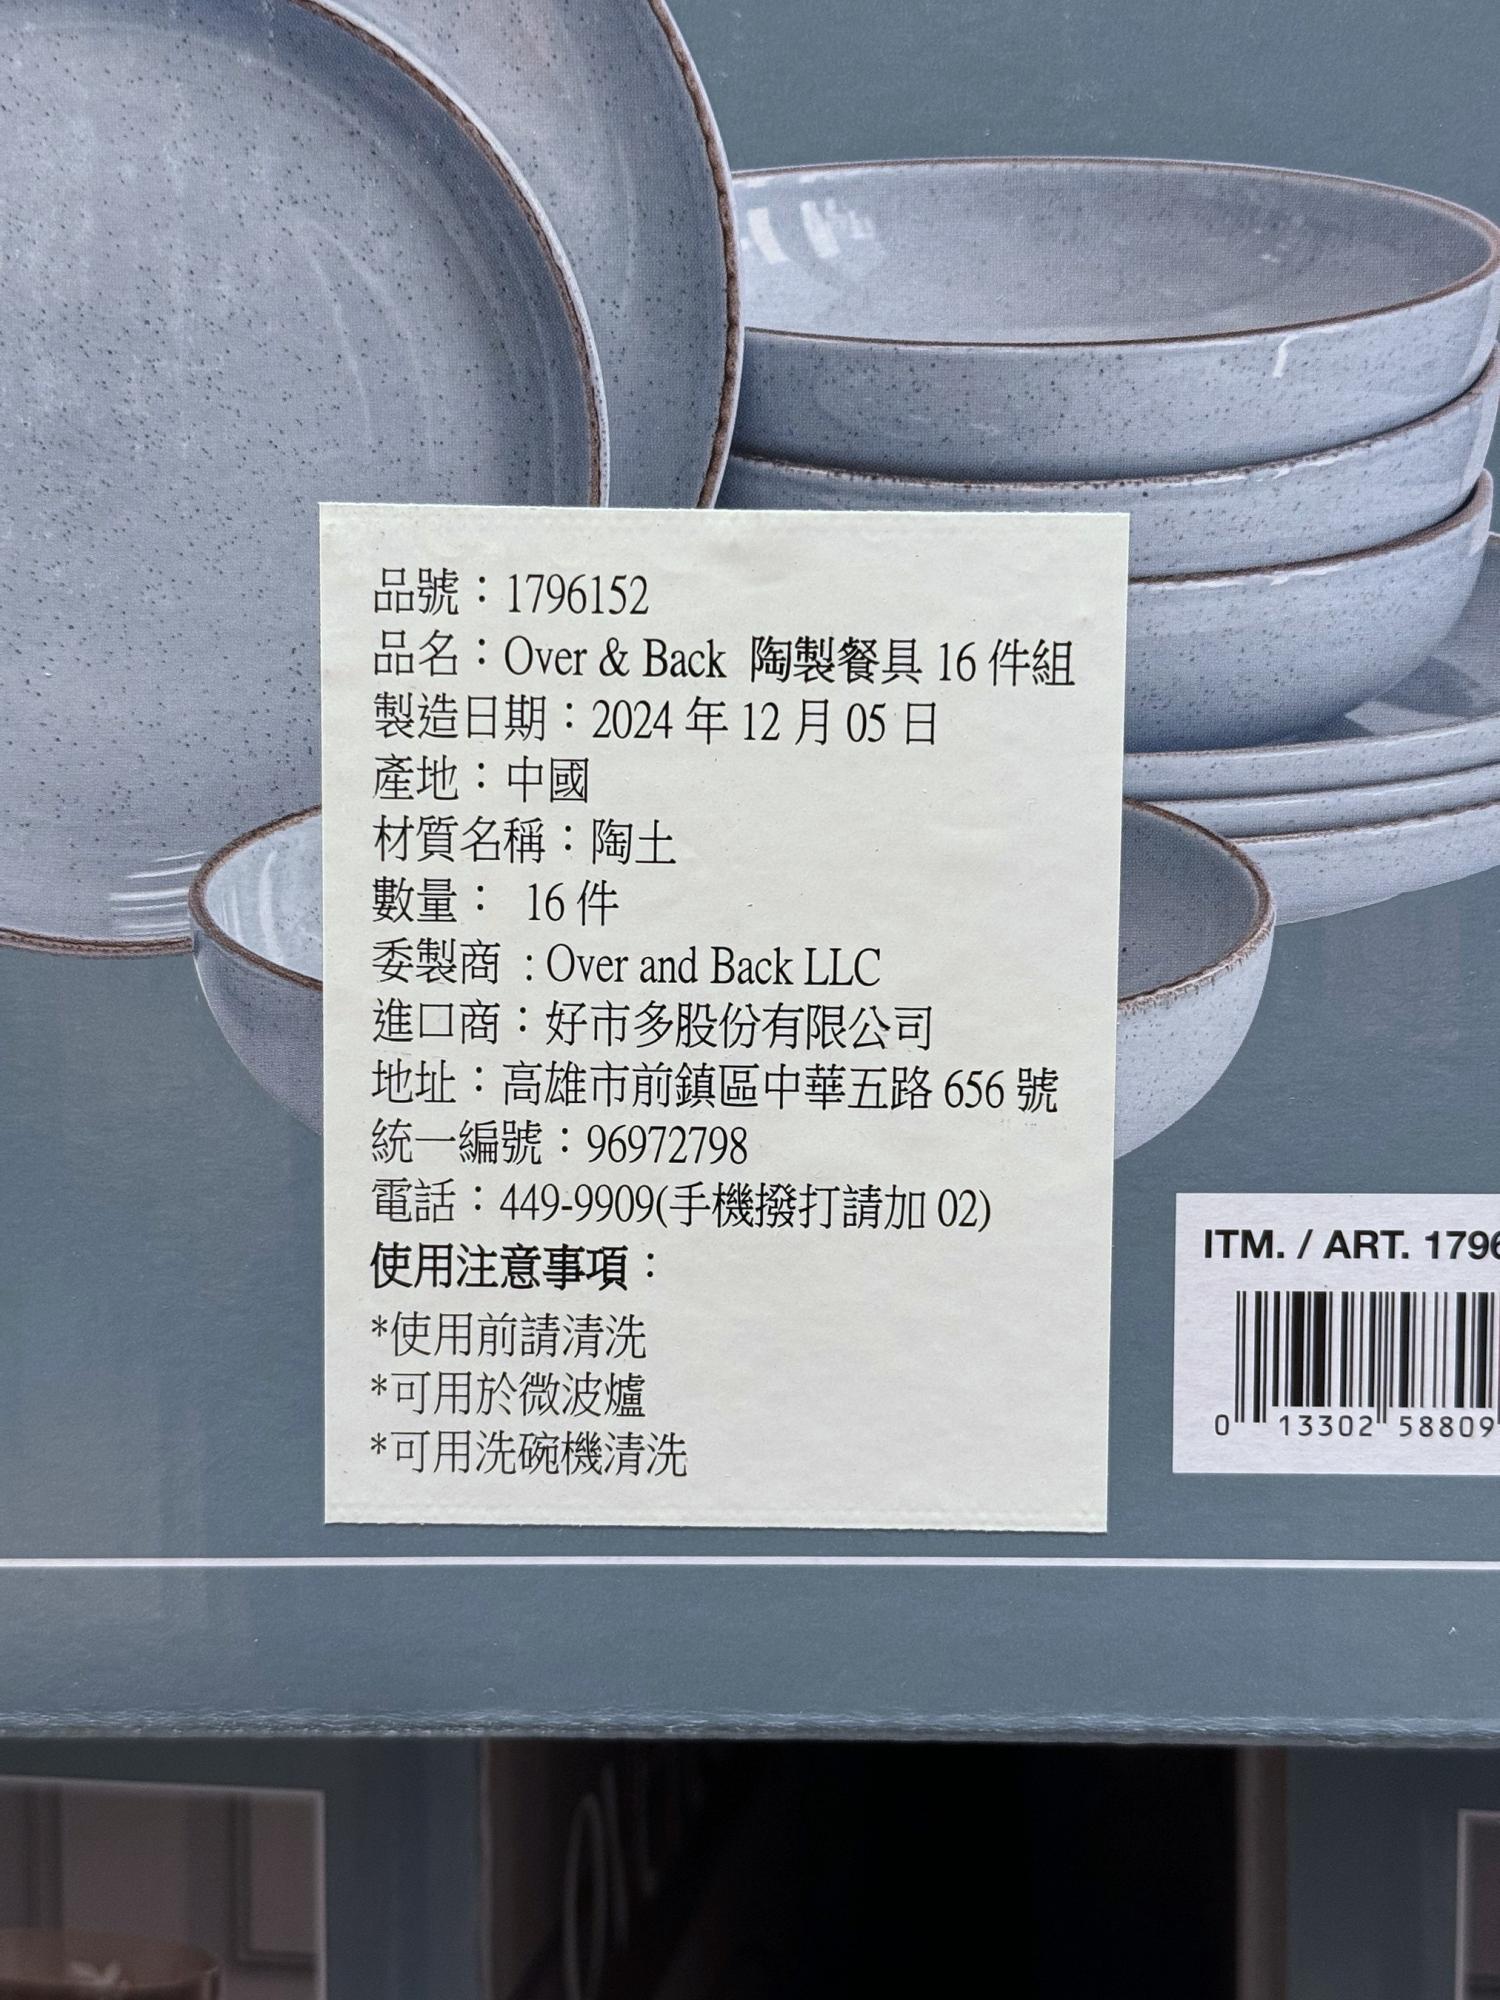 品號：1796152
品名：Over & Back 陶製餐具 16 件組
製造日期：2024 年 12 月 05 日
產地：中國
材質名稱：陶土
數量： 16 件
委製商 : Over and Back LLC
進口商：好市多股份有限公司
地址：高雄市前鎮區中華五路 656 號
統一編號：96972798
電話：449-9909(手機撥打請加 02)
使用注意事項：
*使用前請清洗
*可用於微波爐
*可用洗碗機清洗
ITM. / ART. 1796
0 13302 58809